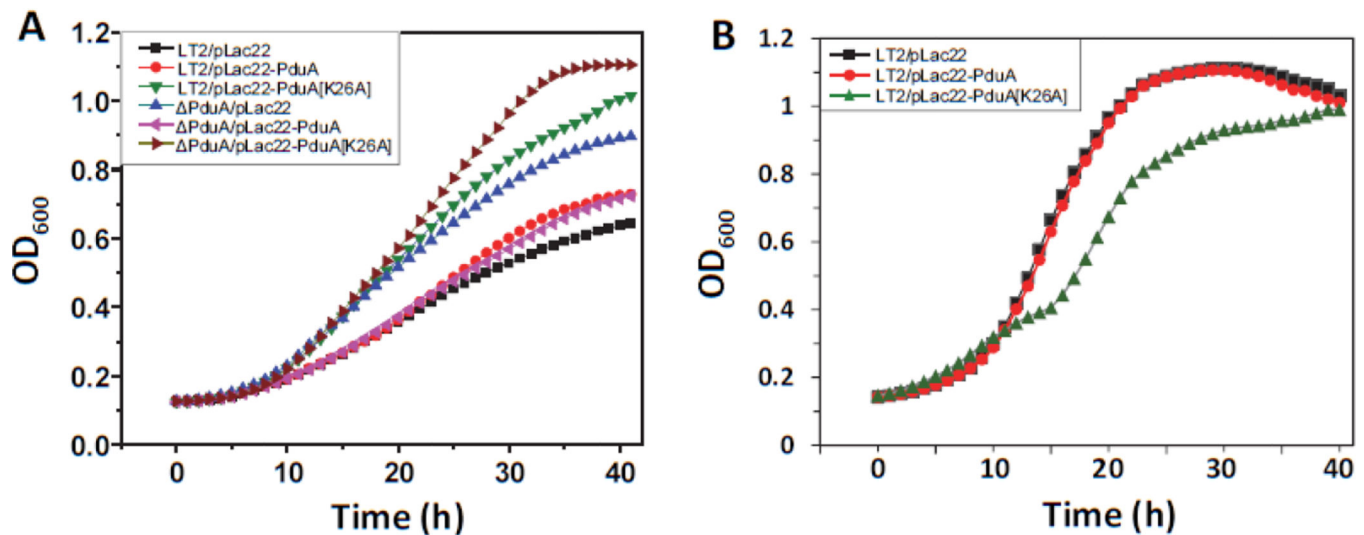 A
1.2
1.0
0.8
0.6
0.4
0.2
0.0
OD600
LT2/pLac22
LT2/pLac22-PduA
LT2/pLac22-PduA[K26A]
ΔPduA/pLac22
ΔPduA/pLac22-PduA
ΔPduA/pLac22-PduA[K26A]
0 10 20 30 40
Time (h)
B
1.2
1
0.8
0.6
0.4
0.2
0
OD600
LT2/pLac22
LT2/pLac22-PduA
LT2/pLac22-PduA[K26A]
0 10 20 30 40
Time (h)